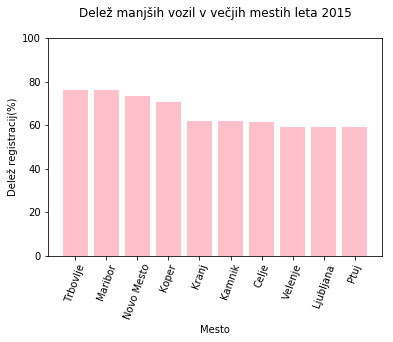 Delež manjših vozil v večjih mestih leta 2015
100
80
60
40
20
0
Delež registracij(%)
Trbovlje
Maribor
Novo Mesto
Koper
Kranj
Kamnik
Celje
Velenje
Ljubljana
Ptuj
Mesto